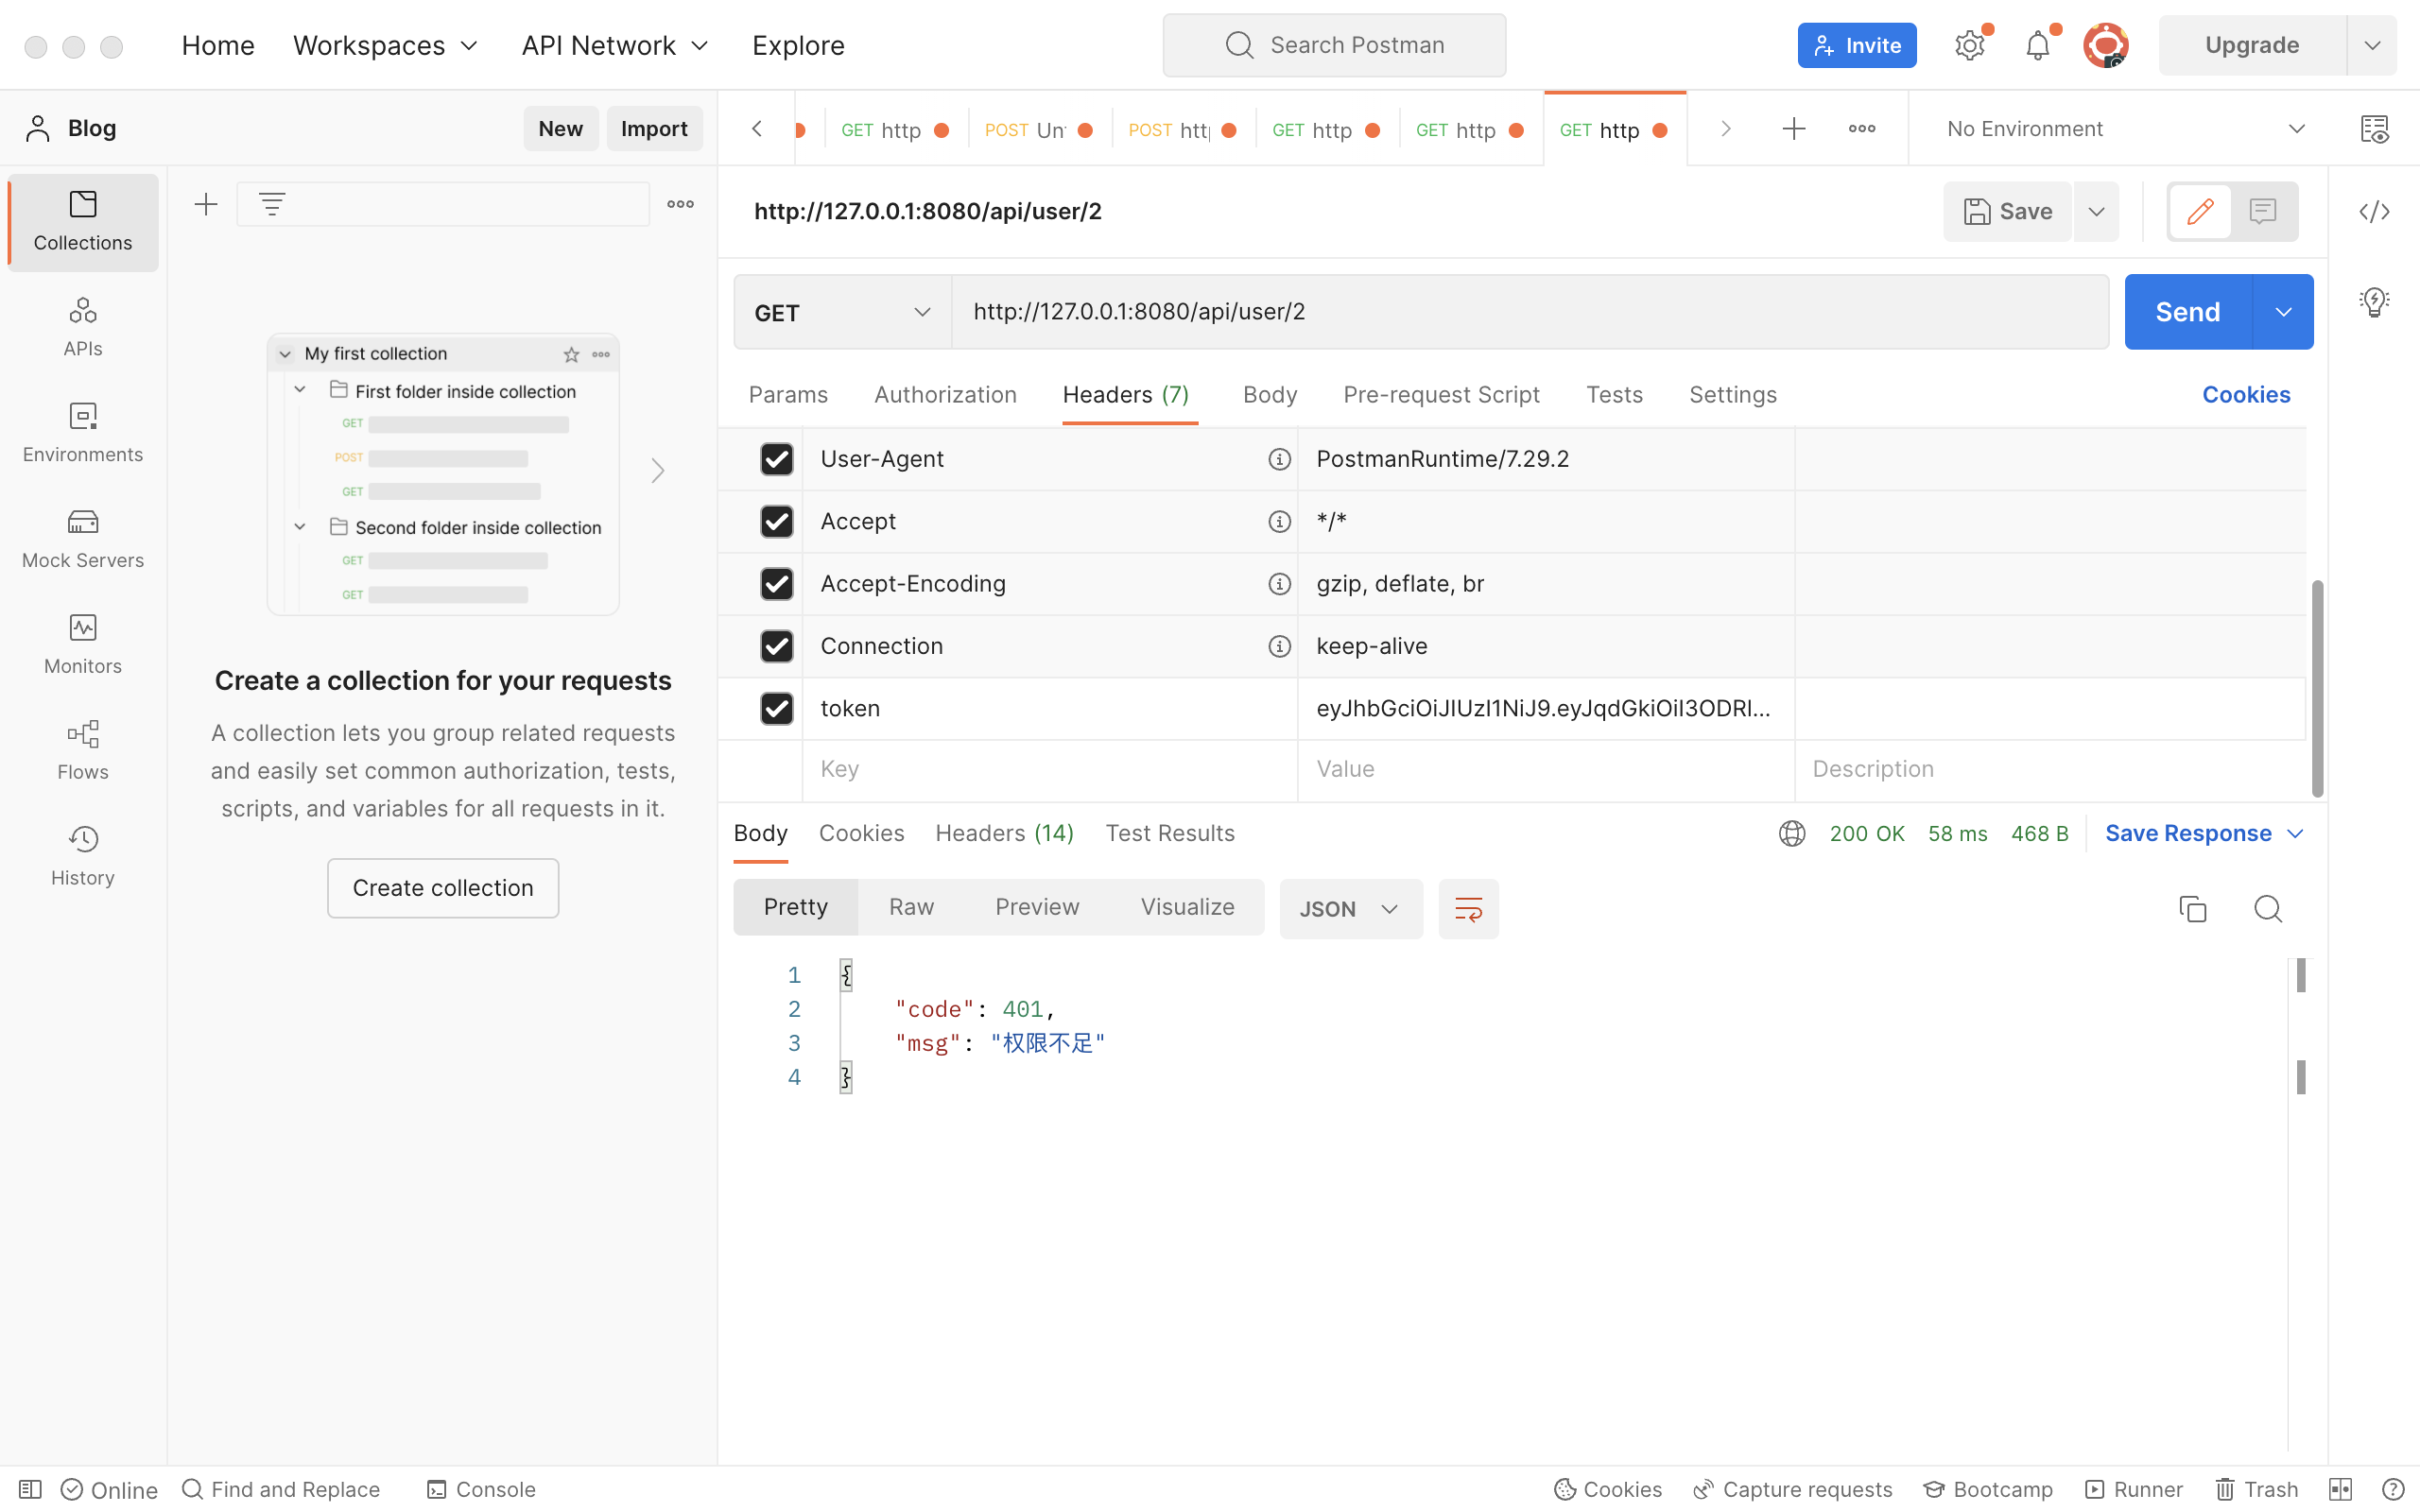 Home Workspaces API Network Explore Search Postman Invite Upgrade
Blog New Import GET http POST Un POST htt GET http GET http GET http No Environment
Collections
APIs
Environments
Mock Servers
Monitors
Flows
History
My first collection
First folder inside collection
GET
POST
GET
Second folder inside collection
GET
GET
Create a collection for your requests
A collection lets you group related requests
and easily set common authorization, tests,
scripts, and variables for all requests in it.
Create collection
http://127.0.0.1:8080/api/user/2 Save
GET http://127.0.0.1:8080/api/user/2 Send
Params Authorization Headers (7) Body Pre-request Script Tests Settings Cookies
User-Agent PostmanRuntime/7.29.2
Accept */*
Accept-Encoding gzip, deflate, br
Connection keep-alive
token eyJhbGciOiJIUzI1NiJ9.eyJqdGkiOiI3ODRl...
Key Value Description
Body Cookies Headers (14) Test Results 200 OK 58 ms 468 B Save Response
Pretty Raw Preview Visualize JSON
1 {
2 "code": 401,
3 "msg": "权限不足"
4 }
Online Find and Replace Console Cookies Capture requests Bootcamp Runner Trash